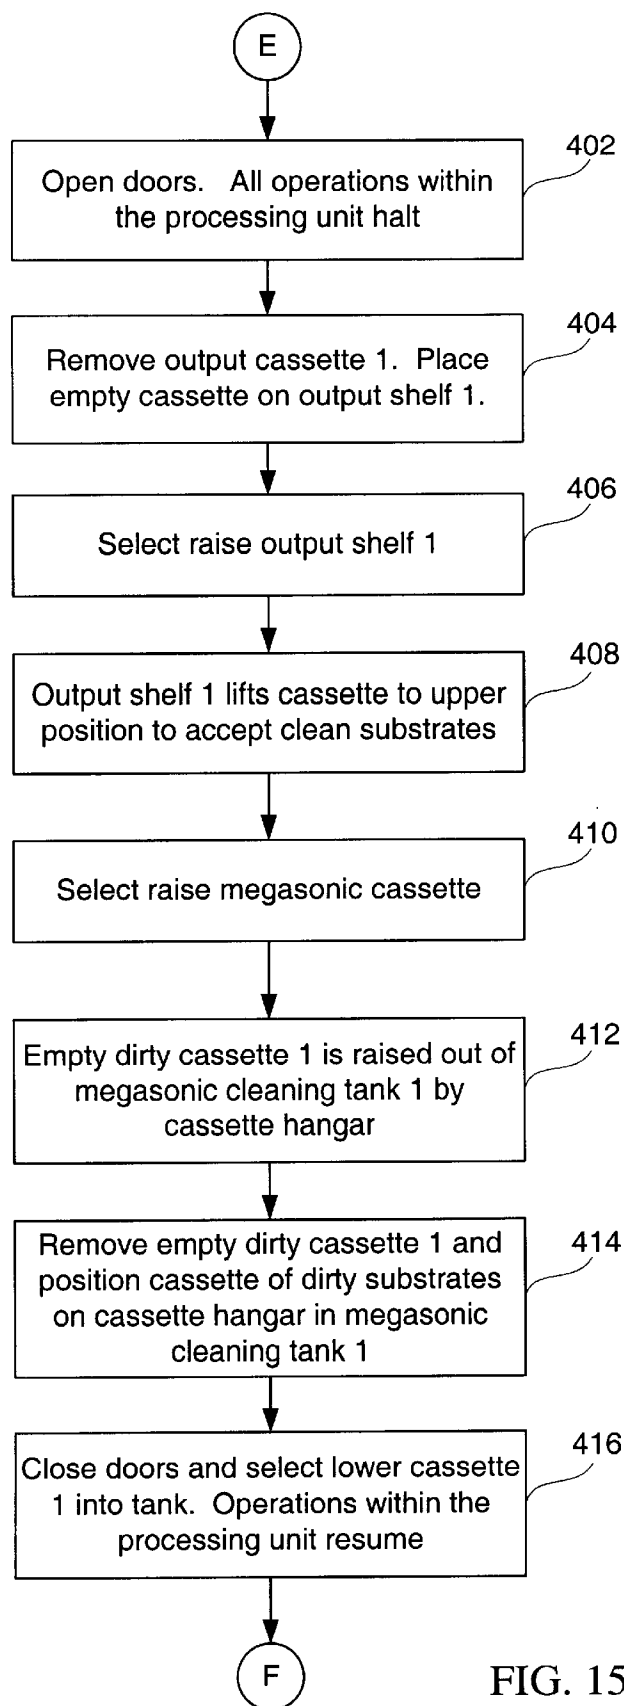 E
402
Open doors. All operations within
the processing unit halt
404
Remove output cassette 1. Place
empty cassette on output shelf 1.
406
Select raise output shelf 1
408
Output shelf 1 lifts cassette to upper
position to accept clean substrates
410
Select raise megasonic cassette
412
Empty dirty cassette 1 is raised out of
megasonic cleaning tank 1 by
cassette hangar
414
Remove empty dirty cassette 1 and
position cassette of dirty substrates
on cassette hangar in megasonic
cleaning tank 1
416
Close doors and select lower cassette
1 into tank. Operations within the
processing unit resume
F
FIG. 15